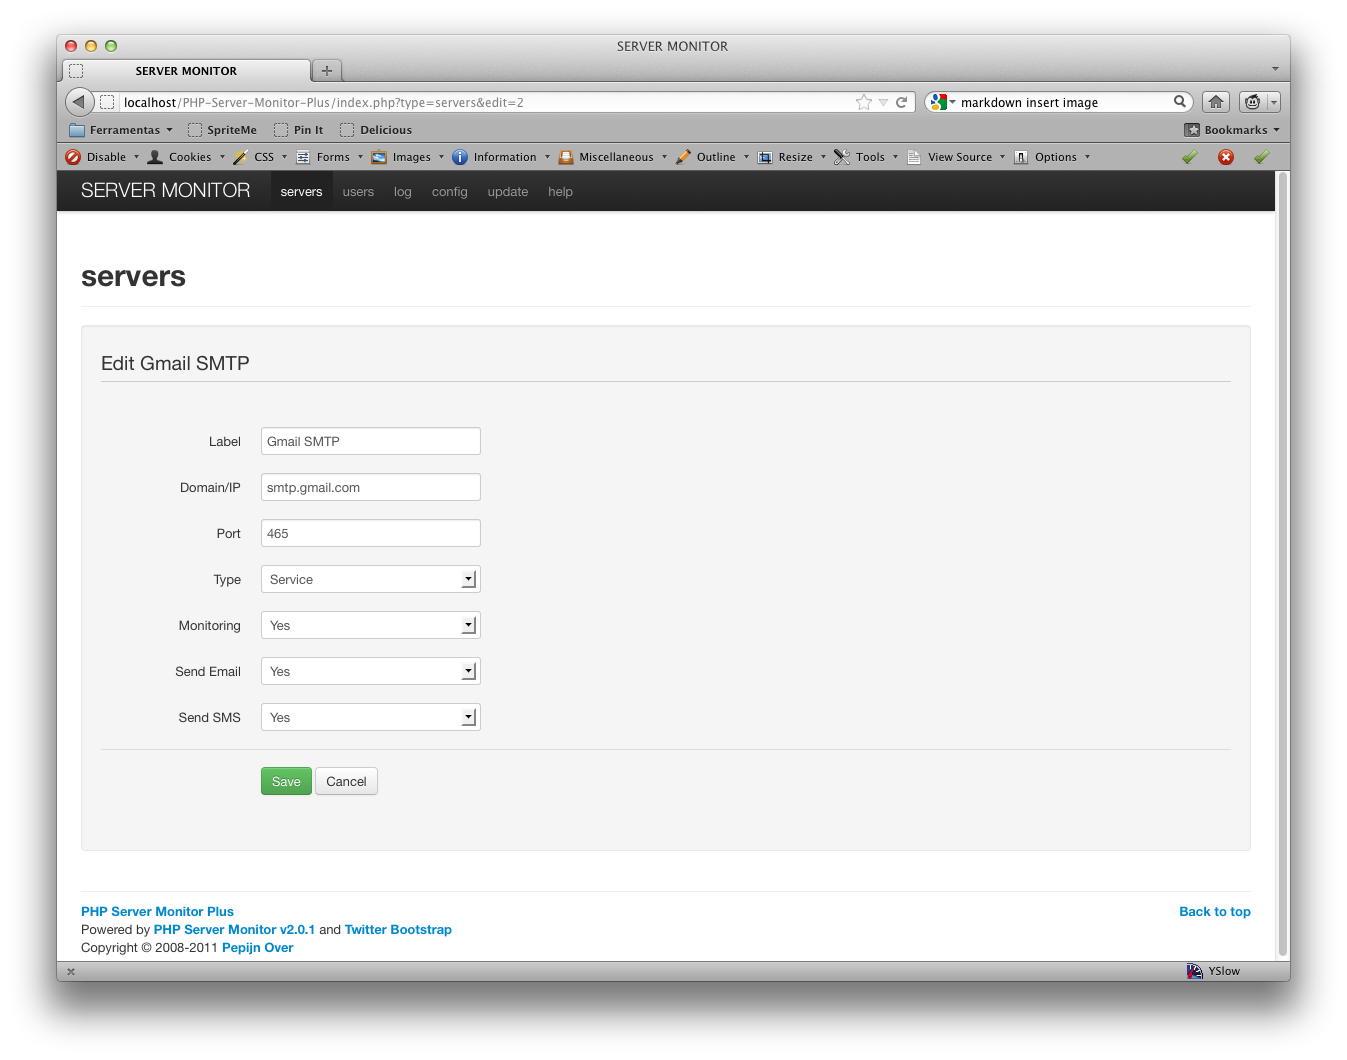 SERVER MONITOR
SERVER MONITOR
localhost/PHP-Server-Monitor-Plus/index.php?type=servers&edit=2
markdown insert image
Ferramentas SpriteMe Pin It Delicious Bookmarks
Disable Cookies CSS Forms Images Information Miscellaneous Outline Resize Tools View Source Options
SERVER MONITOR servers users log config update help
servers
Edit Gmail SMTP
Label Gmail SMTP
Domain/IP smtp.gmail.com
Port 465
Type Service
Monitoring Yes
Send Email Yes
Send SMS Yes
Save Cancel
PHP Server Monitor Plus Back to top
Powered by PHP Server Monitor v2.0.1 and Twitter Bootstrap
Copyright © 2008-2011 Pepijn Over
YSlow